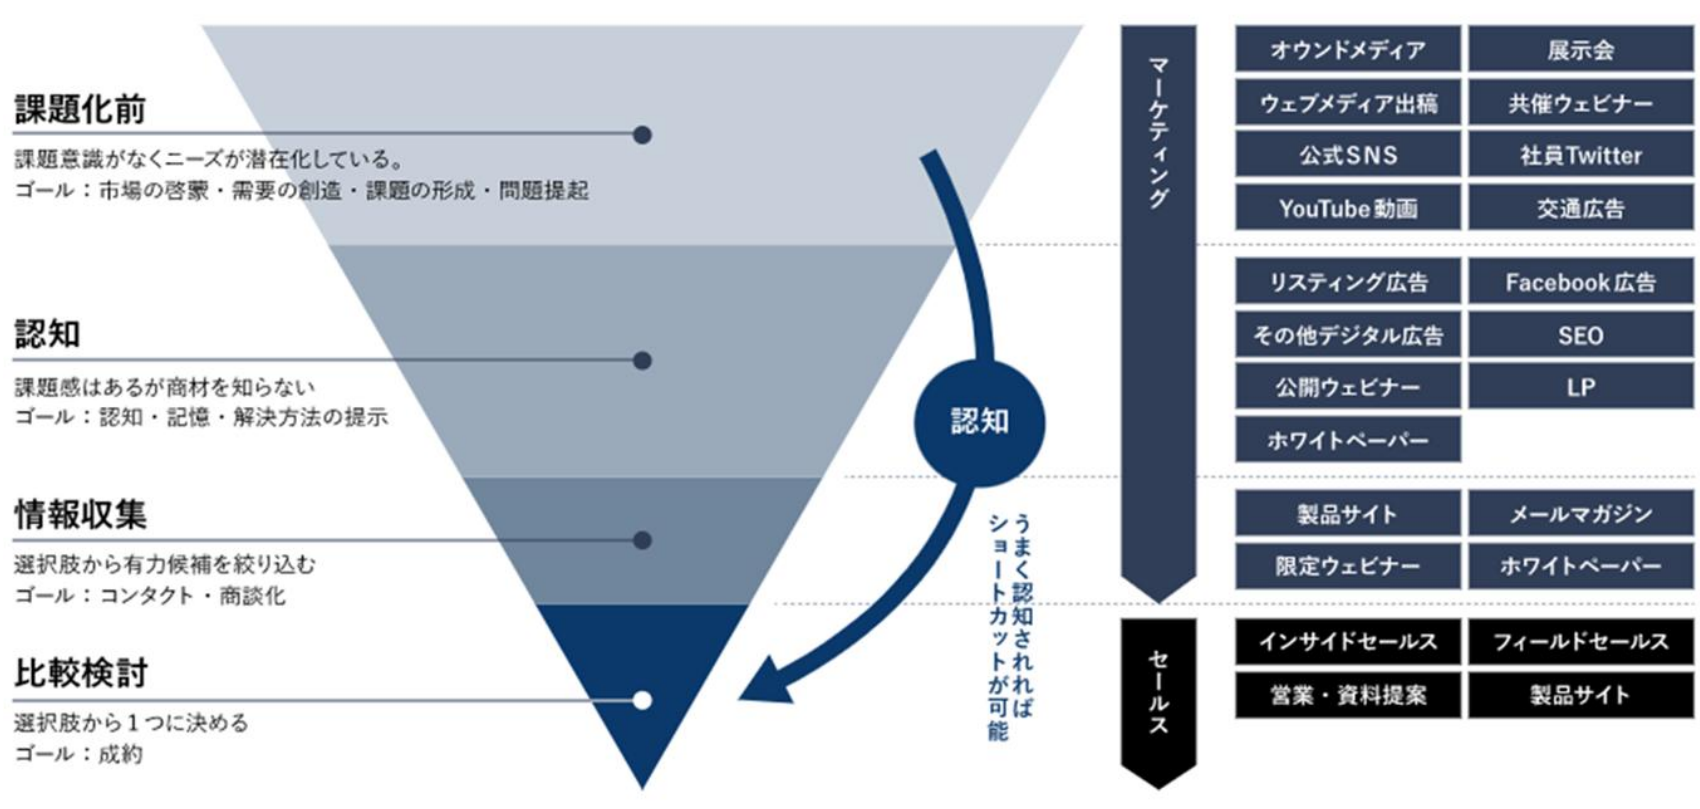 課題化前
課題意識がなくニーズが潜在化している。
ゴール：市場の啓蒙・需要の創造・課題の形成・問題提起
認知
課題感はあるが商材を知らない
ゴール：認知・記憶・解決方法の提示
情報収集
選択肢から有力候補を絞り込む
ゴール：コンタクト・商談化
比較検討
選択肢から1つに決める
ゴール：成約
認知
うまく認知されれば
ショートカットが可能
マーケティング
セールス
オウンドメディア
展示会
ウェブメディア出稿
共催ウェビナー
公式SNS
社員Twitter
YouTube動画
交通広告
リスティング広告
Facebook広告
その他デジタル広告
SEO
公開ウェビナー
LP
ホワイトペーパー
製品サイト
メールマガジン
限定ウェビナー
ホワイトペーパー
インサイドセールス
フィールドセールス
営業・資料提案
製品サイト